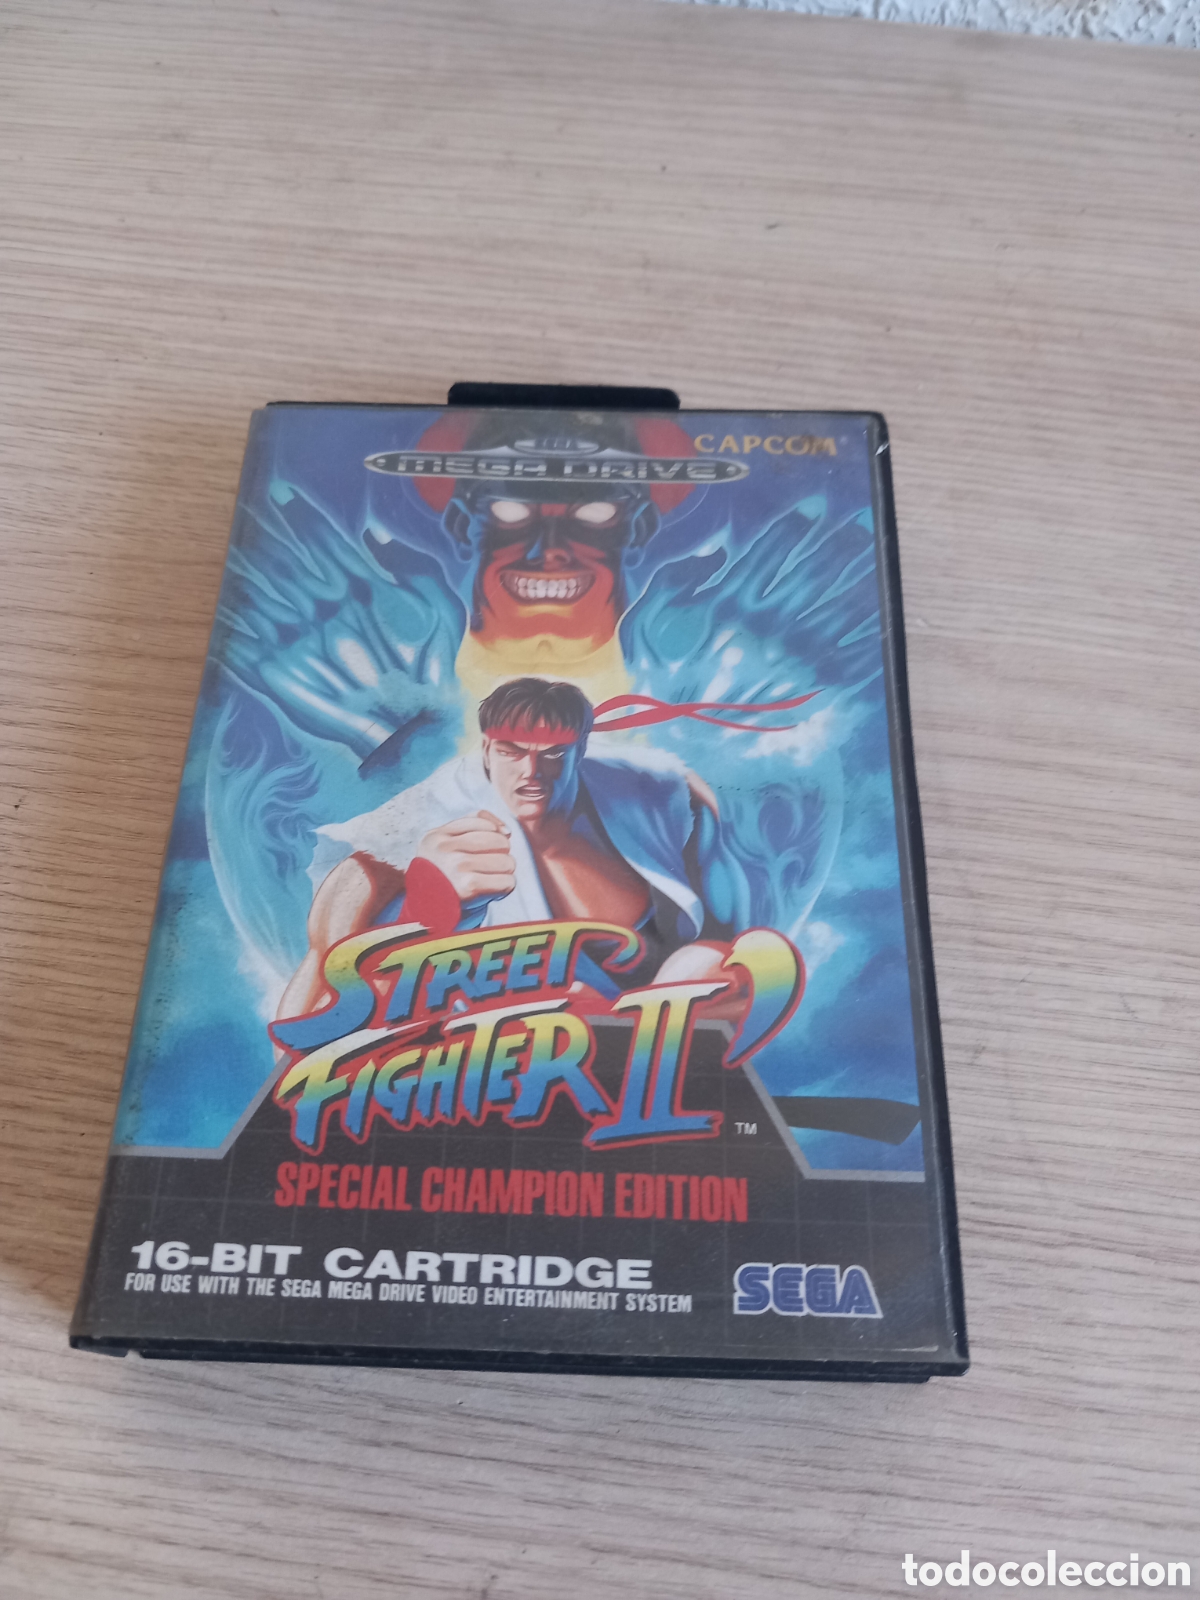 CAPCOM®
SEGA
MEGA DRIVE
STREET
FIGHTER II'
TM
SPECIAL CHAMPION EDITION
16-BIT CARTRIDGE
FOR USE WITH THE SEGA MEGA DRIVE VIDEO ENTERTAINMENT SYSTEM
SEGA
todocoleccion